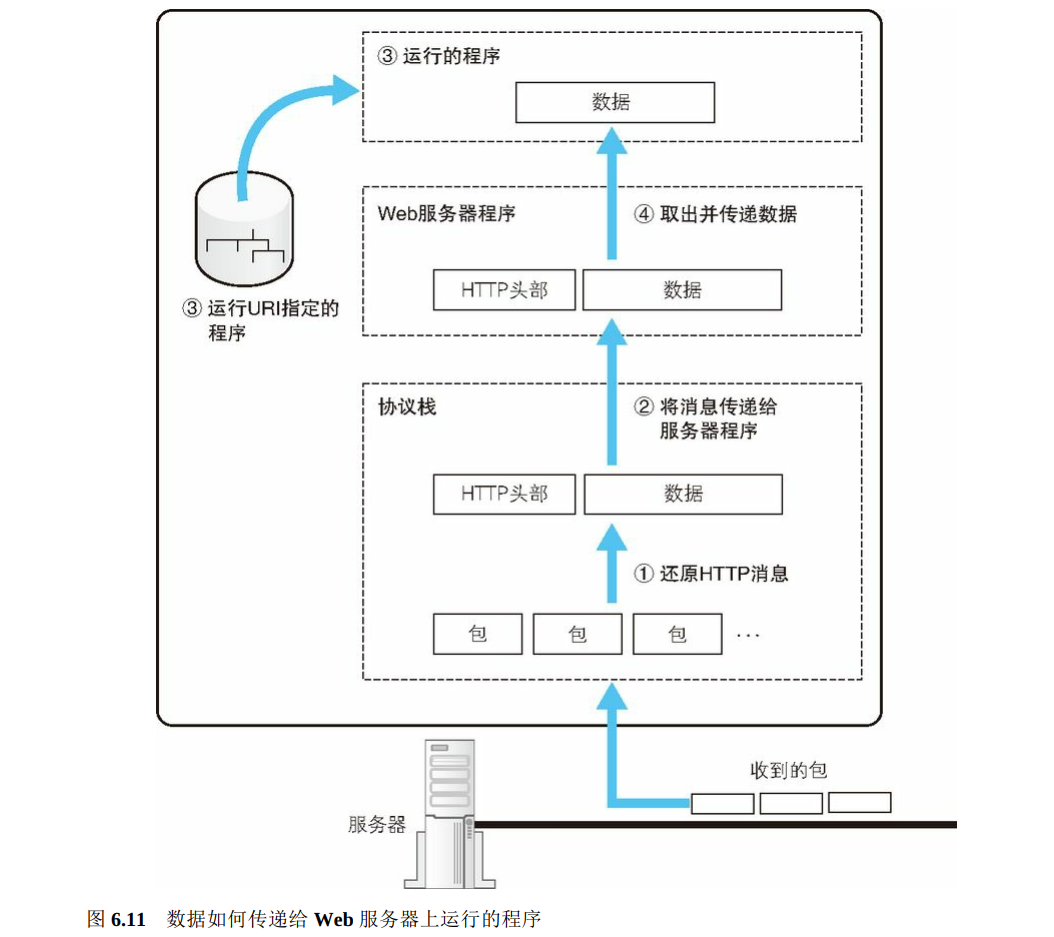 ③ 运行的程序
数据
Web服务器程序
④ 取出并传递数据
HTTP头部
数据
③ 运行URI指定的
程序
协议栈
② 将消息传递给
服务器程序
HTTP头部
数据
① 还原HTTP消息
包
包
包
···
收到的包
服务器
图 6.11 数据如何传递给 Web 服务器上运行的程序